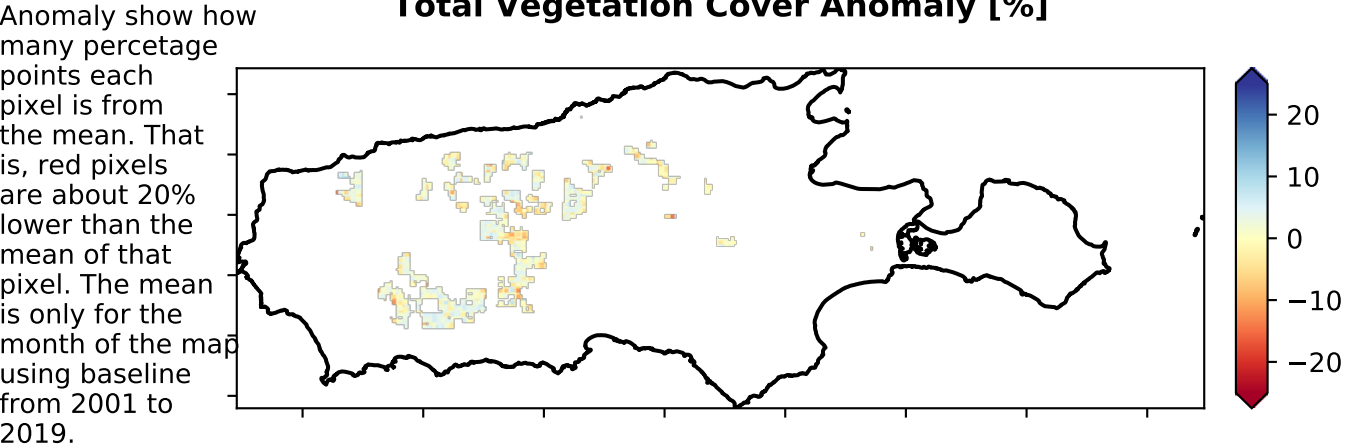 Total Vegetation Cover Anomaly [%]
Anomaly show how
many percetage
points each
pixel is from
the mean. That
is, red pixels
are about 20%
lower than the
mean of that
pixel. The mean
is only for the
month of the map
using baseline
from 2001 to
2019.
20
10
0
−10
−20